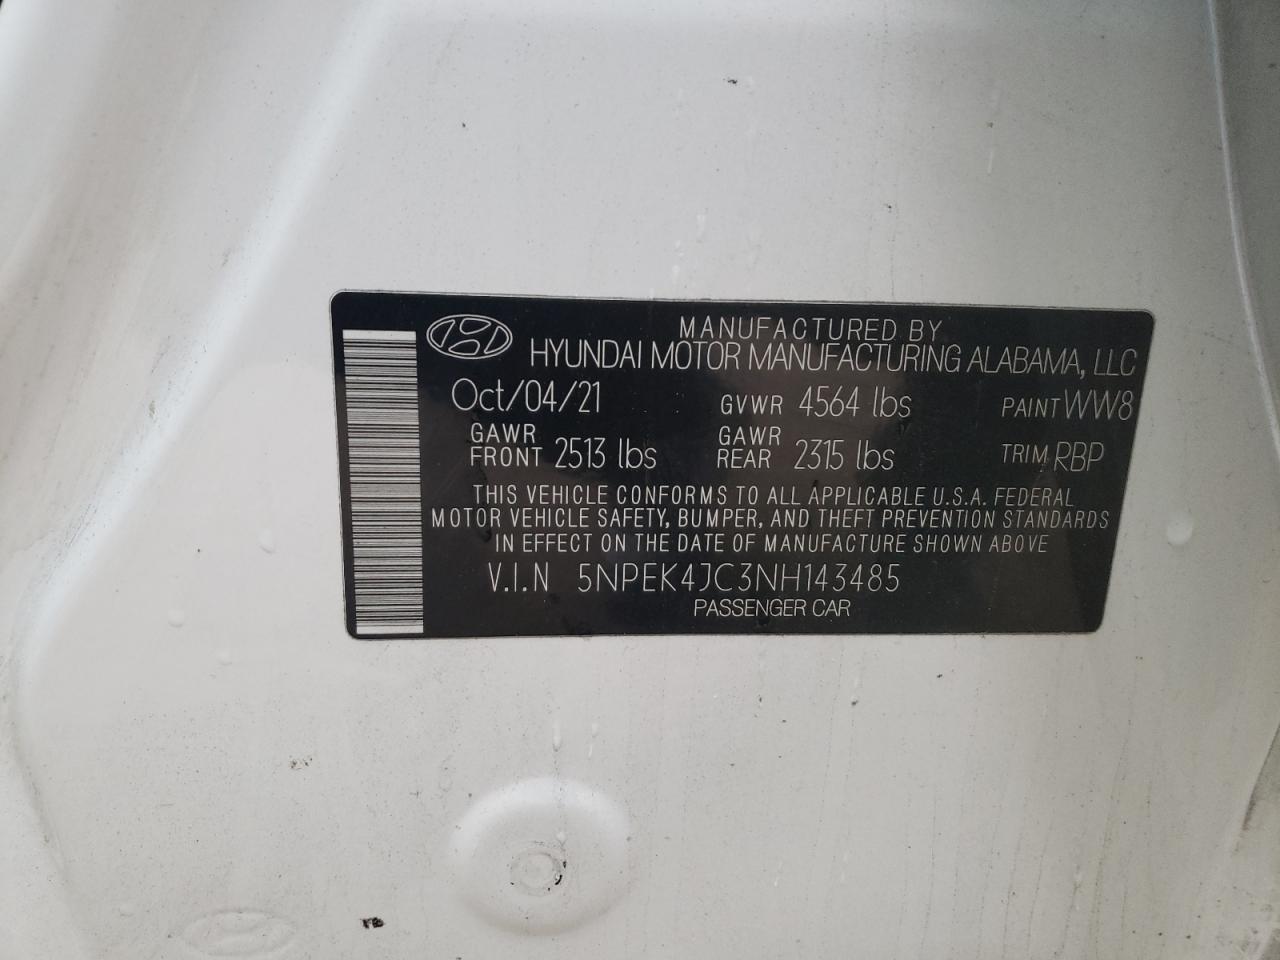 MANUFACTURED BY
HYUNDAI MOTOR MANUFACTURING ALABAMA, LLC
Oct/04/21 GVWR 4564 lbs PAINT WW8
GAWR FRONT 2513 lbs GAWR REAR 2315 lbs TRIM RBP
THIS VEHICLE CONFORMS TO ALL APPLICABLE U.S.A. FEDERAL
MOTOR VEHICLE SAFETY, BUMPER, AND THEFT PREVENTION STANDARDS
IN EFFECT ON THE DATE OF MANUFACTURE SHOWN ABOVE
V.I.N 5NPEK4JC3NH143485
PASSENGER CAR